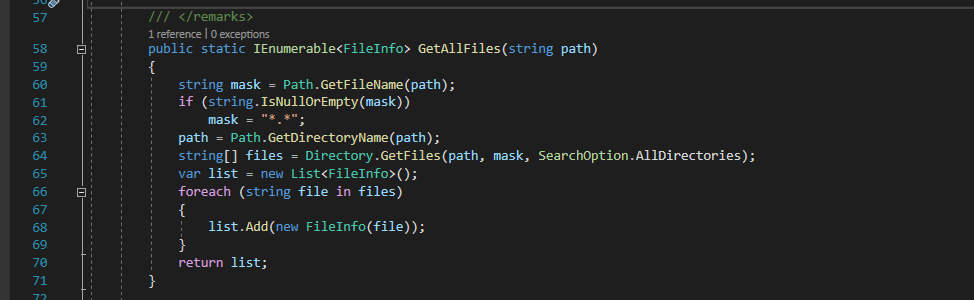 57 /// </remarks>
1 reference | 0 exceptions
58 public static IEnumerable<FileInfo> GetAllFiles(string path)
59 {
60 string mask = Path.GetFileName(path);
61 if (string.IsNullOrEmpty(mask))
62 mask = "*.*";
63 path = Path.GetDirectoryName(path);
64 string[] files = Directory.GetFiles(path, mask, SearchOption.AllDirectories);
65 var list = new List<FileInfo>();
66 foreach (string file in files)
67 {
68 list.Add(new FileInfo(file));
69 }
70 return list;
71 }
72